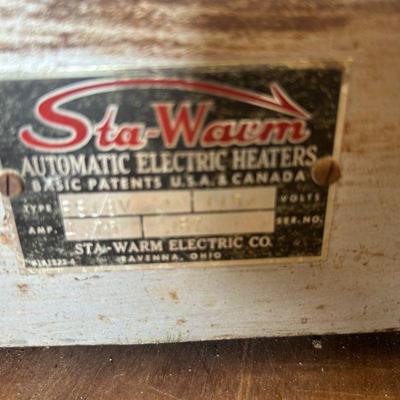 Sta-Warm
AUTOMATIC ELECTRIC HEATERS
BASIC PATENTS U.S.A. & CANADA
TYPE VOLTS
AMP. SER. NO.
STA-WARM ELECTRIC CO.
RAVENNA, OHIO